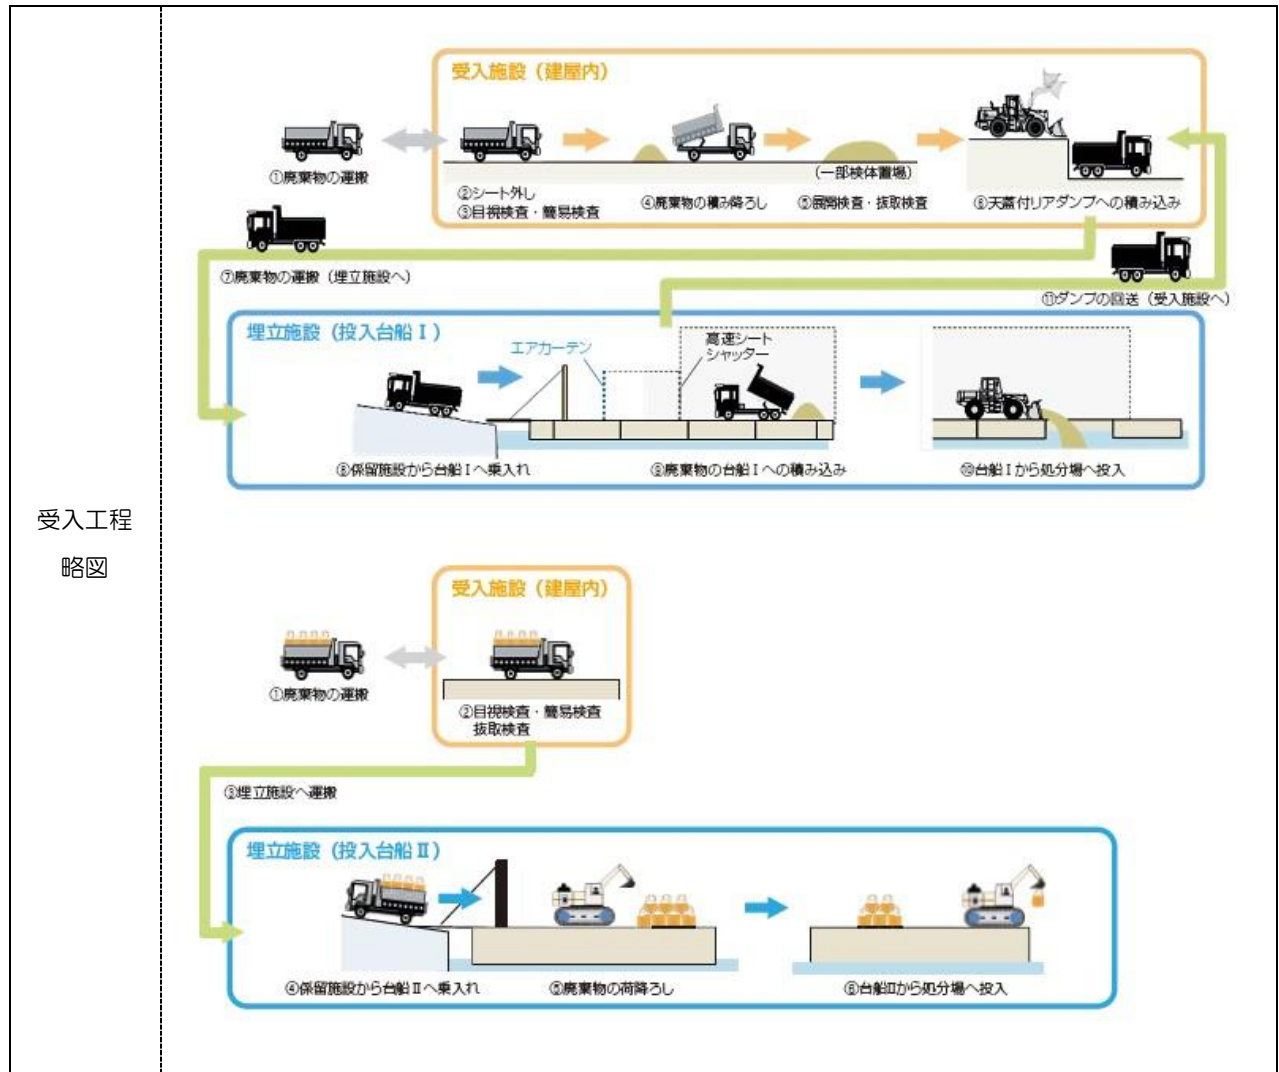 受入工程
略図
受入施設（建屋内）
①廃棄物の運搬
②シート外し
③目視検査・簡易検査
④廃棄物の積み降ろし
（一部検体置場）
⑤展開検査・抜取検査
⑥天蓋付リアダンプへの積み込み
⑦廃棄物の運搬（埋立施設へ）
⑪ダンプの回送（受入施設へ）
埋立施設（投入台船Ⅰ）
エアカーテン
高速シート
シャッター
⑧係留施設から台船Ⅰへ乗入れ
⑨廃棄物の台船Ⅰへの積み込み
⑩台船Ⅰから処分場へ投入
受入施設（建屋内）
①廃棄物の運搬
②目視検査・簡易検査
抜取検査
③埋立施設へ運搬
埋立施設（投入台船Ⅱ）
④係留施設から台船Ⅱへ乗入れ
⑤廃棄物の荷降ろし
⑥台船Ⅱから処分場へ投入